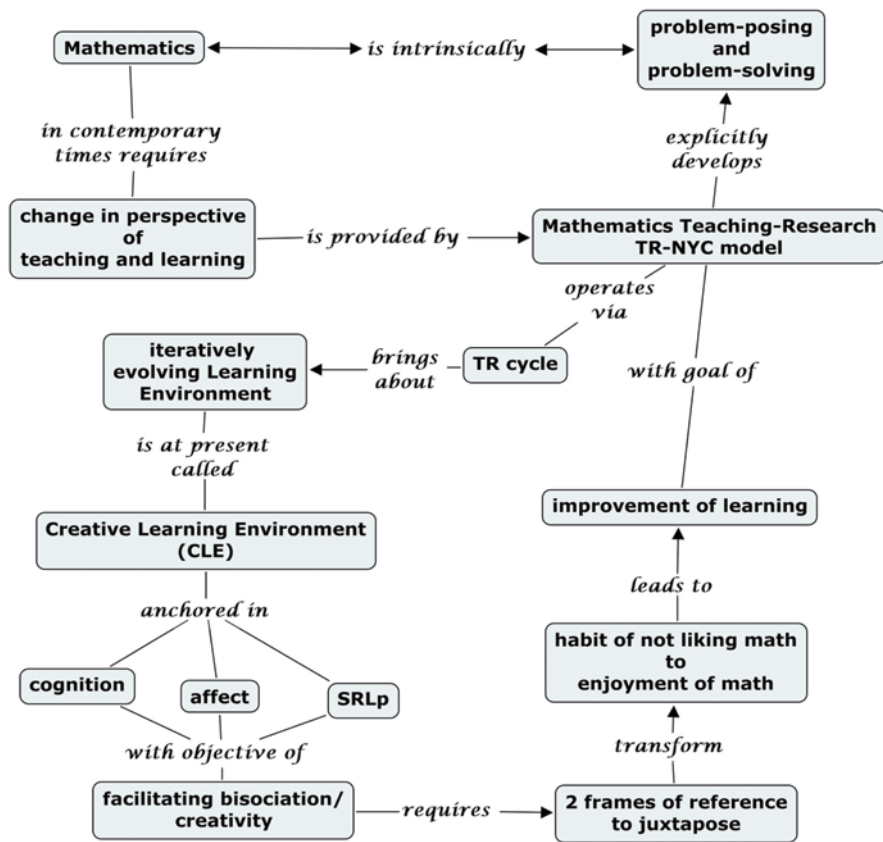 Mathematics
is intrinsically
problem-posing
and
problem-solving
in contemporary
times requires
explicitly
develops
change in perspective
of
teaching and learning
is provided by
Mathematics Teaching-Research
TR-NYC model
operates
via
iteratively
evolving Learning
Environment
brings
about
TR cycle
with goal of
is at present
called
improvement of learning
Creative Learning Environment
(CLE)
leads to
anchored in
habit of not liking math
to
enjoyment of math
cognition
affect
SRLp
with objective of
transform
facilitating bisociation/
creativity
requires
2 frames of reference
to juxtapose